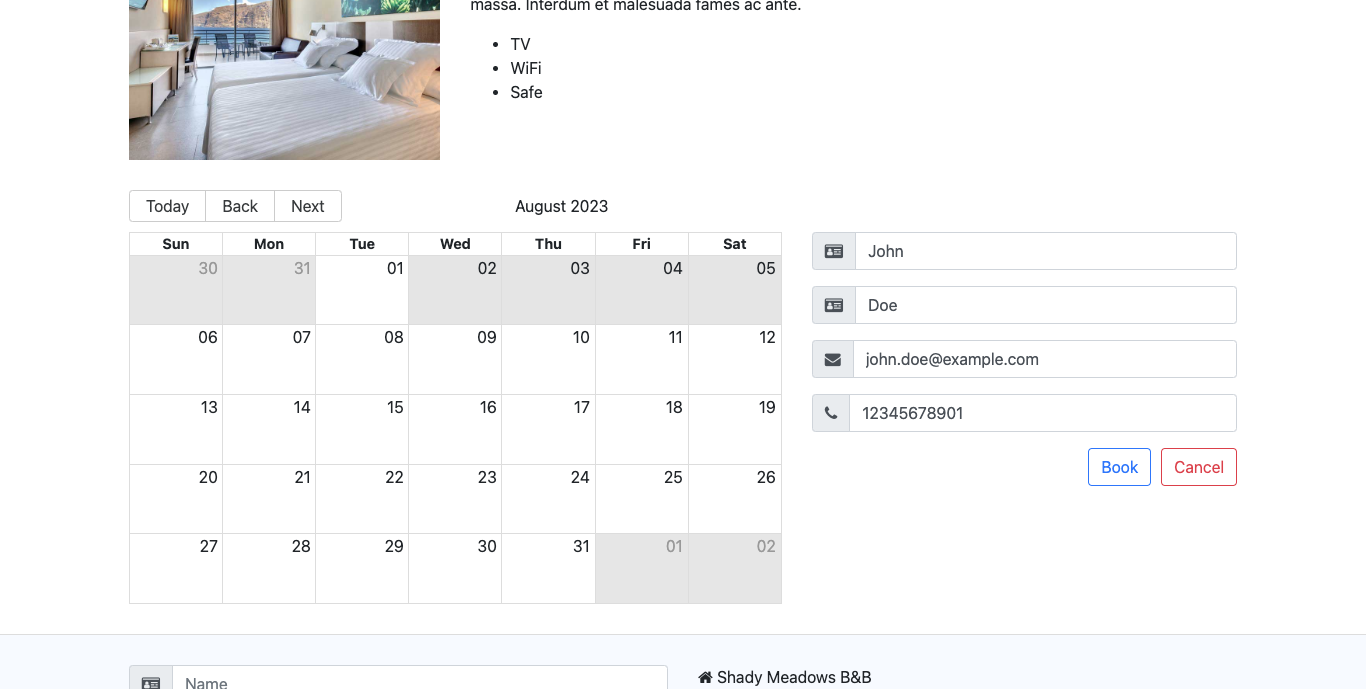 massa. Interdum et malesuada fames ac ante.
TV
WiFi
Safe
Today Back Next August 2023
Sun Mon Tue Wed Thu Fri Sat
30 31 01 02 03 04 05
06 07 08 09 10 11 12
13 14 15 16 17 18 19
20 21 22 23 24 25 26
27 28 29 30 31 01 02
John
Doe
john.doe@example.com
12345678901
Book Cancel
Name
Shady Meadows B&B